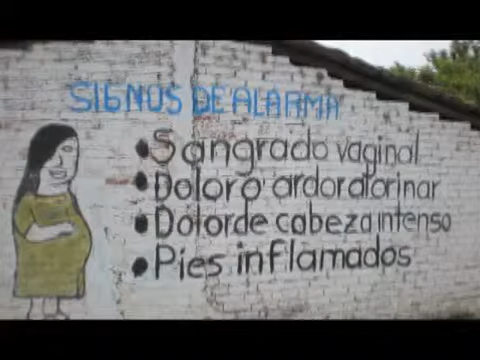 SIGNOS DE ALARMA
• Sangrado vaginal
• Dolor o ardor al orinar
• Dolor de cabeza intenso
• Pies inflamados